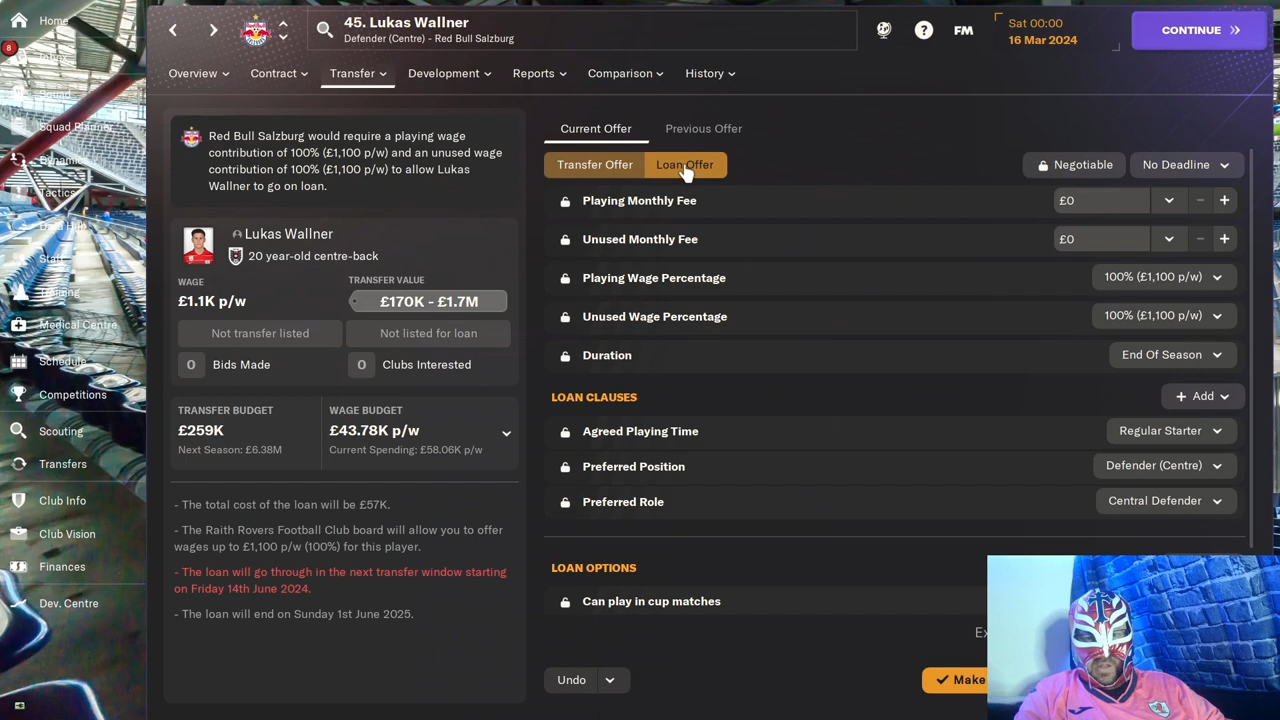 Home
8
Inbox
Squad
Squad Planner
Dynamics
Tactics
Data Hub
Staff
Training
Medical Centre
Schedule
Competitions
Scouting
Transfers
Club Info
Club Vision
Finances
Dev. Centre
45. Lukas Wallner
Defender (Centre) - Red Bull Salzburg
FM
Sat 00:00
16 Mar 2024
CONTINUE
Overview
Contract
Transfer
Development
Reports
Comparison
History
Red Bull Salzburg would require a playing wage
contribution of 100% (£1,100 p/w) and an unused wage
contribution of 100% (£1,100 p/w) to allow Lukas
Wallner to go on loan.
Lukas Wallner
20 year-old centre-back
WAGE
£1.1K p/w
TRANSFER VALUE
£170K - £1.7M
Not transfer listed
Not listed for loan
0 Bids Made
0 Clubs Interested
TRANSFER BUDGET
£259K
Next Season: £6.38M
WAGE BUDGET
£43.78K p/w
Current Spending: £58.06K p/w
- The total cost of the loan will be £57K.
- The Raith Rovers Football Club board will allow you to offer
wages up to £1,100 p/w (100%) for this player.
- The loan will go through in the next transfer window starting
on Friday 14th June 2024.
- The loan will end on Sunday 1st June 2025.
Current Offer
Previous Offer
Transfer Offer
Loan Offer
Negotiable
No Deadline
Playing Monthly Fee
£0
Unused Monthly Fee
£0
Playing Wage Percentage
100% (£1,100 p/w)
Unused Wage Percentage
100% (£1,100 p/w)
Duration
End Of Season
LOAN CLAUSES
+ Add
Agreed Playing Time
Regular Starter
Preferred Position
Defender (Centre)
Preferred Role
Central Defender
LOAN OPTIONS
Can play in cup matches
Undo
Make